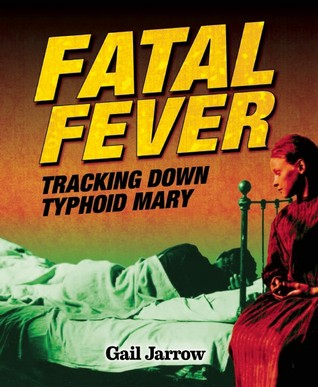 FATAL
FEVER
TRACKING DOWN
TYPHOID MARY
Gail Jarrow